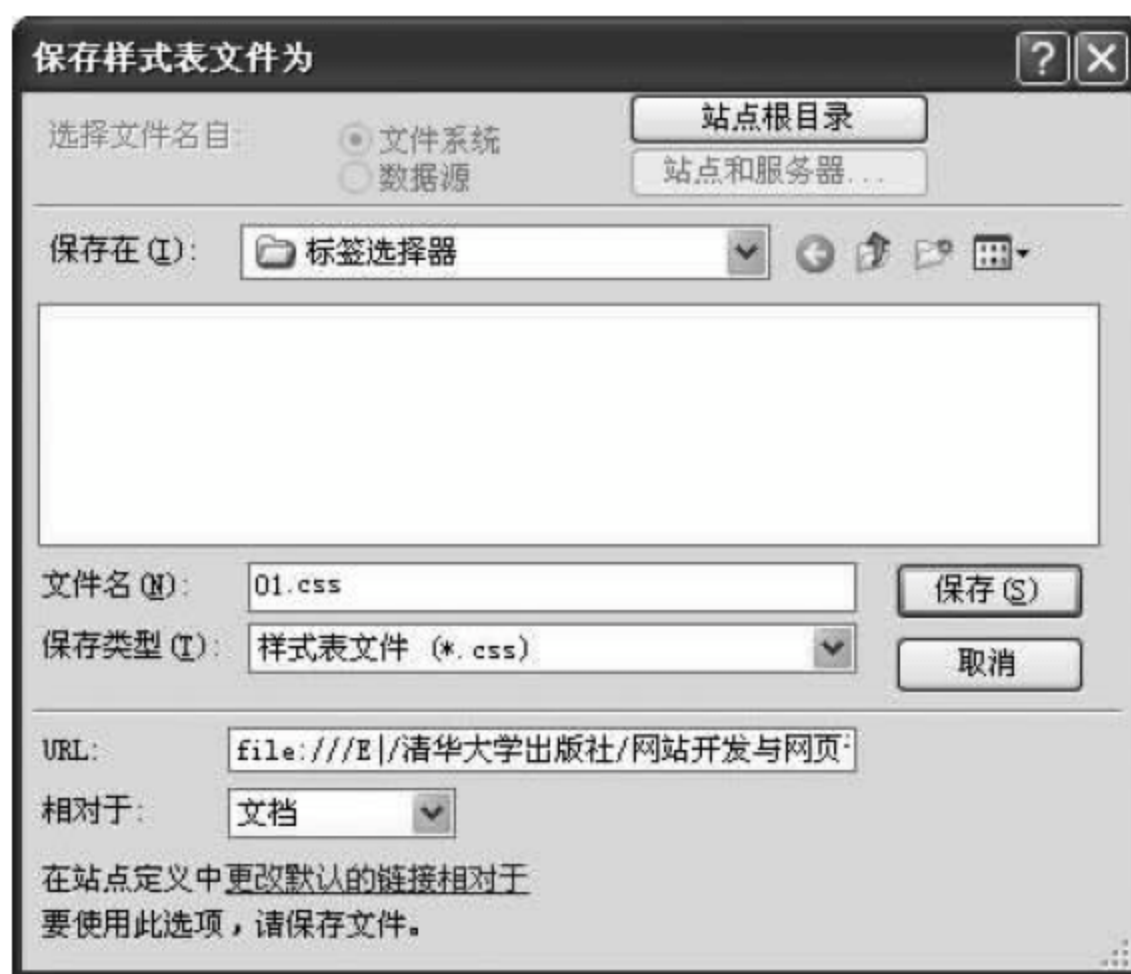 保存样式表文件为
选择文件名自: 文件系统 站点根目录
数据源 站点和服务器...
保存在(I): 标签选择器
文件名(N): 01.css 保存(S)
保存类型(T): 样式表文件 (*.css) 取消
URL: file:///E|/清华大学出版社/网站开发与网页
相对于: 文档
在站点定义中更改默认的链接相对于
要使用此选项，请保存文件。